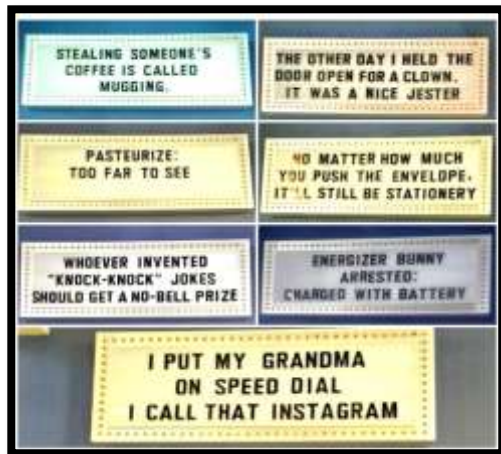 STEALING SOMEONE'S
COFFEE IS CALLED
MUGGING.
THE OTHER DAY I HELD THE
DOOR OPEN FOR A CLOWN.
IT WAS A NICE JESTER
PASTEURIZE:
TOO FAR TO SEE
NO MATTER HOW MUCH
YOU PUSH THE ENVELOPE,
IT'LL STILL BE STATIONERY
WHOEVER INVENTED
"KNOCK-KNOCK" JOKES
SHOULD GET A NO-BELL PRIZE
ENERGIZER BUNNY
ARRESTED:
CHARGED WITH BATTERY
I PUT MY GRANDMA
ON SPEED DIAL
I CALL THAT INSTAGRAM